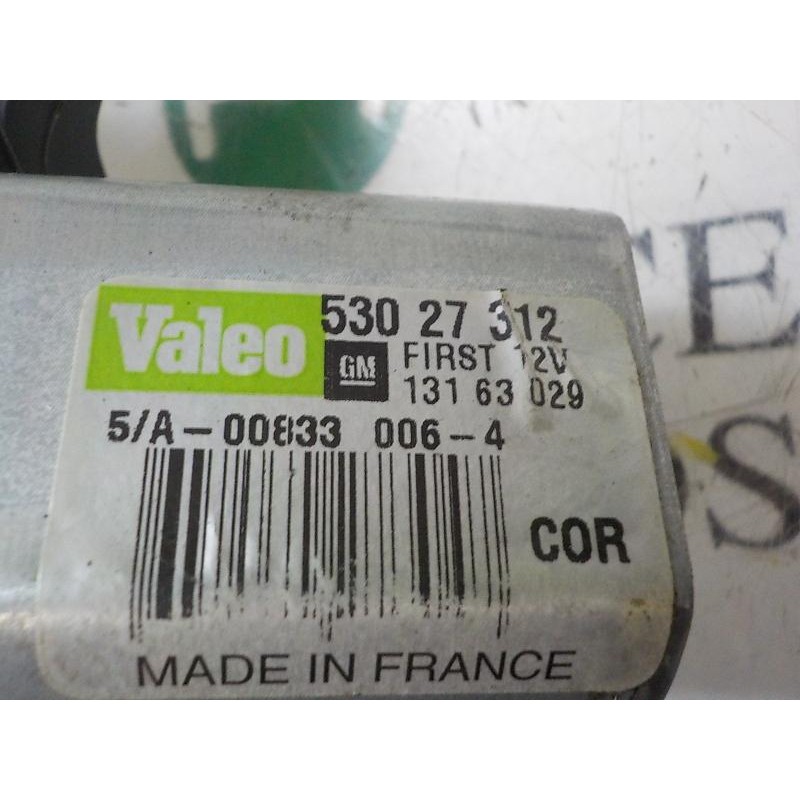 Valeo 530 27 312
GM FIRST 12V
131 63 029
5/A-00833 006-4
COR
MADE IN FRANCE